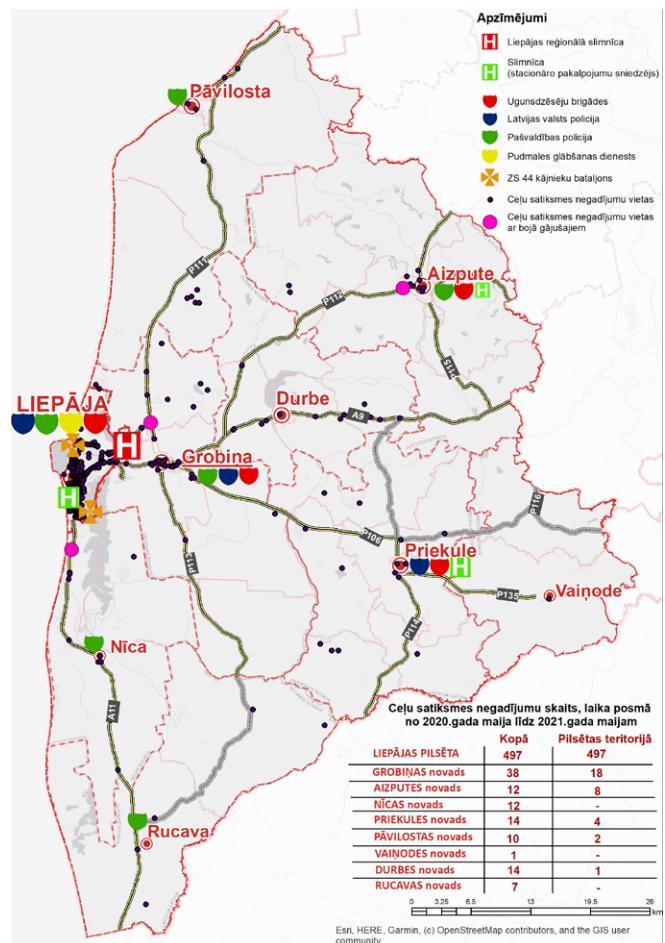 Apzīmējumi
Liepājas reģionālā slimnīca
Slimnīca
(stacionāro pakalpojumu sniedzējs)
Ugunsdzēsēju brigādes
Latvijas valsts policija
Pašvaldības policija
Pudmales glābšanas dienests
ZS 44 kājnieku bataljons
Ceļu satiksmes negadījumu vietas
Ceļu satiksmes negadījumu vietas
ar bojā gājušajiem
Pāvilosta
P111
Aizpute
P112
P115
LIEPĀJA
Durbe
A9
Grobiņa
P116
P106
P113
Priekule
Vaiņode
P135
P114
Nīca
A11
Rucava
Ceļu satiksmes negadījumu skaits, laika posmā
no 2020.gada maija līdz 2021.gada maijam
Kopā Pilsētas teritorijā
LIEPĀJAS PILSĒTA 497 497
GROBIŅAS novads 38 18
AIZPUTES novads 12 8
NĪCAS novads 12 -
PRIEKULES novads 14 4
PĀVILOSTAS novads 10 2
VAIŅODES novads 1 -
DURBES novads 14 1
RUCAVAS novads 7 -
0 3.25 6.5 13 19.5 26
km
Esri, HERE, Garmin, (c) OpenStreetMap contributors, and the GIS user
community